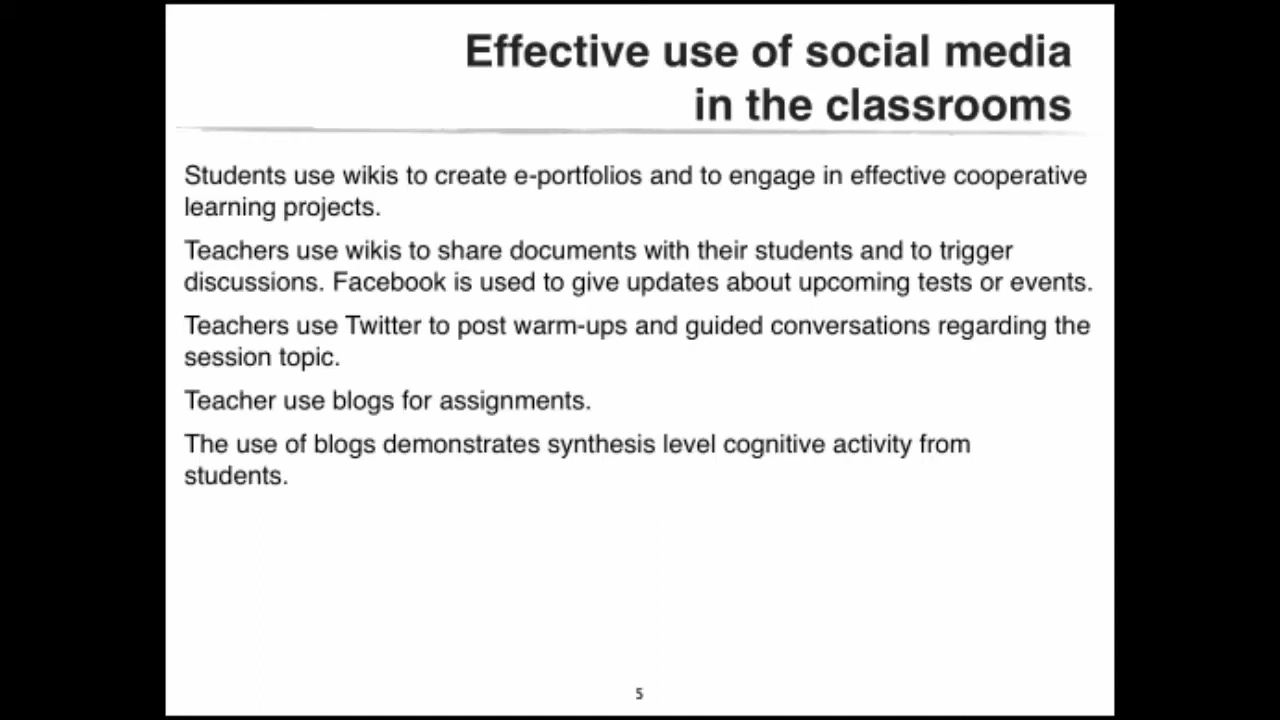 Effective use of social media
in the classrooms
Students use wikis to create e-portfolios and to engage in effective cooperative
learning projects.
Teachers use wikis to share documents with their students and to trigger
discussions. Facebook is used to give updates about upcoming tests or events.
Teachers use Twitter to post warm-ups and guided conversations regarding the
session topic.
Teacher use blogs for assignments.
The use of blogs demonstrates synthesis level cognitive activity from
students.
5